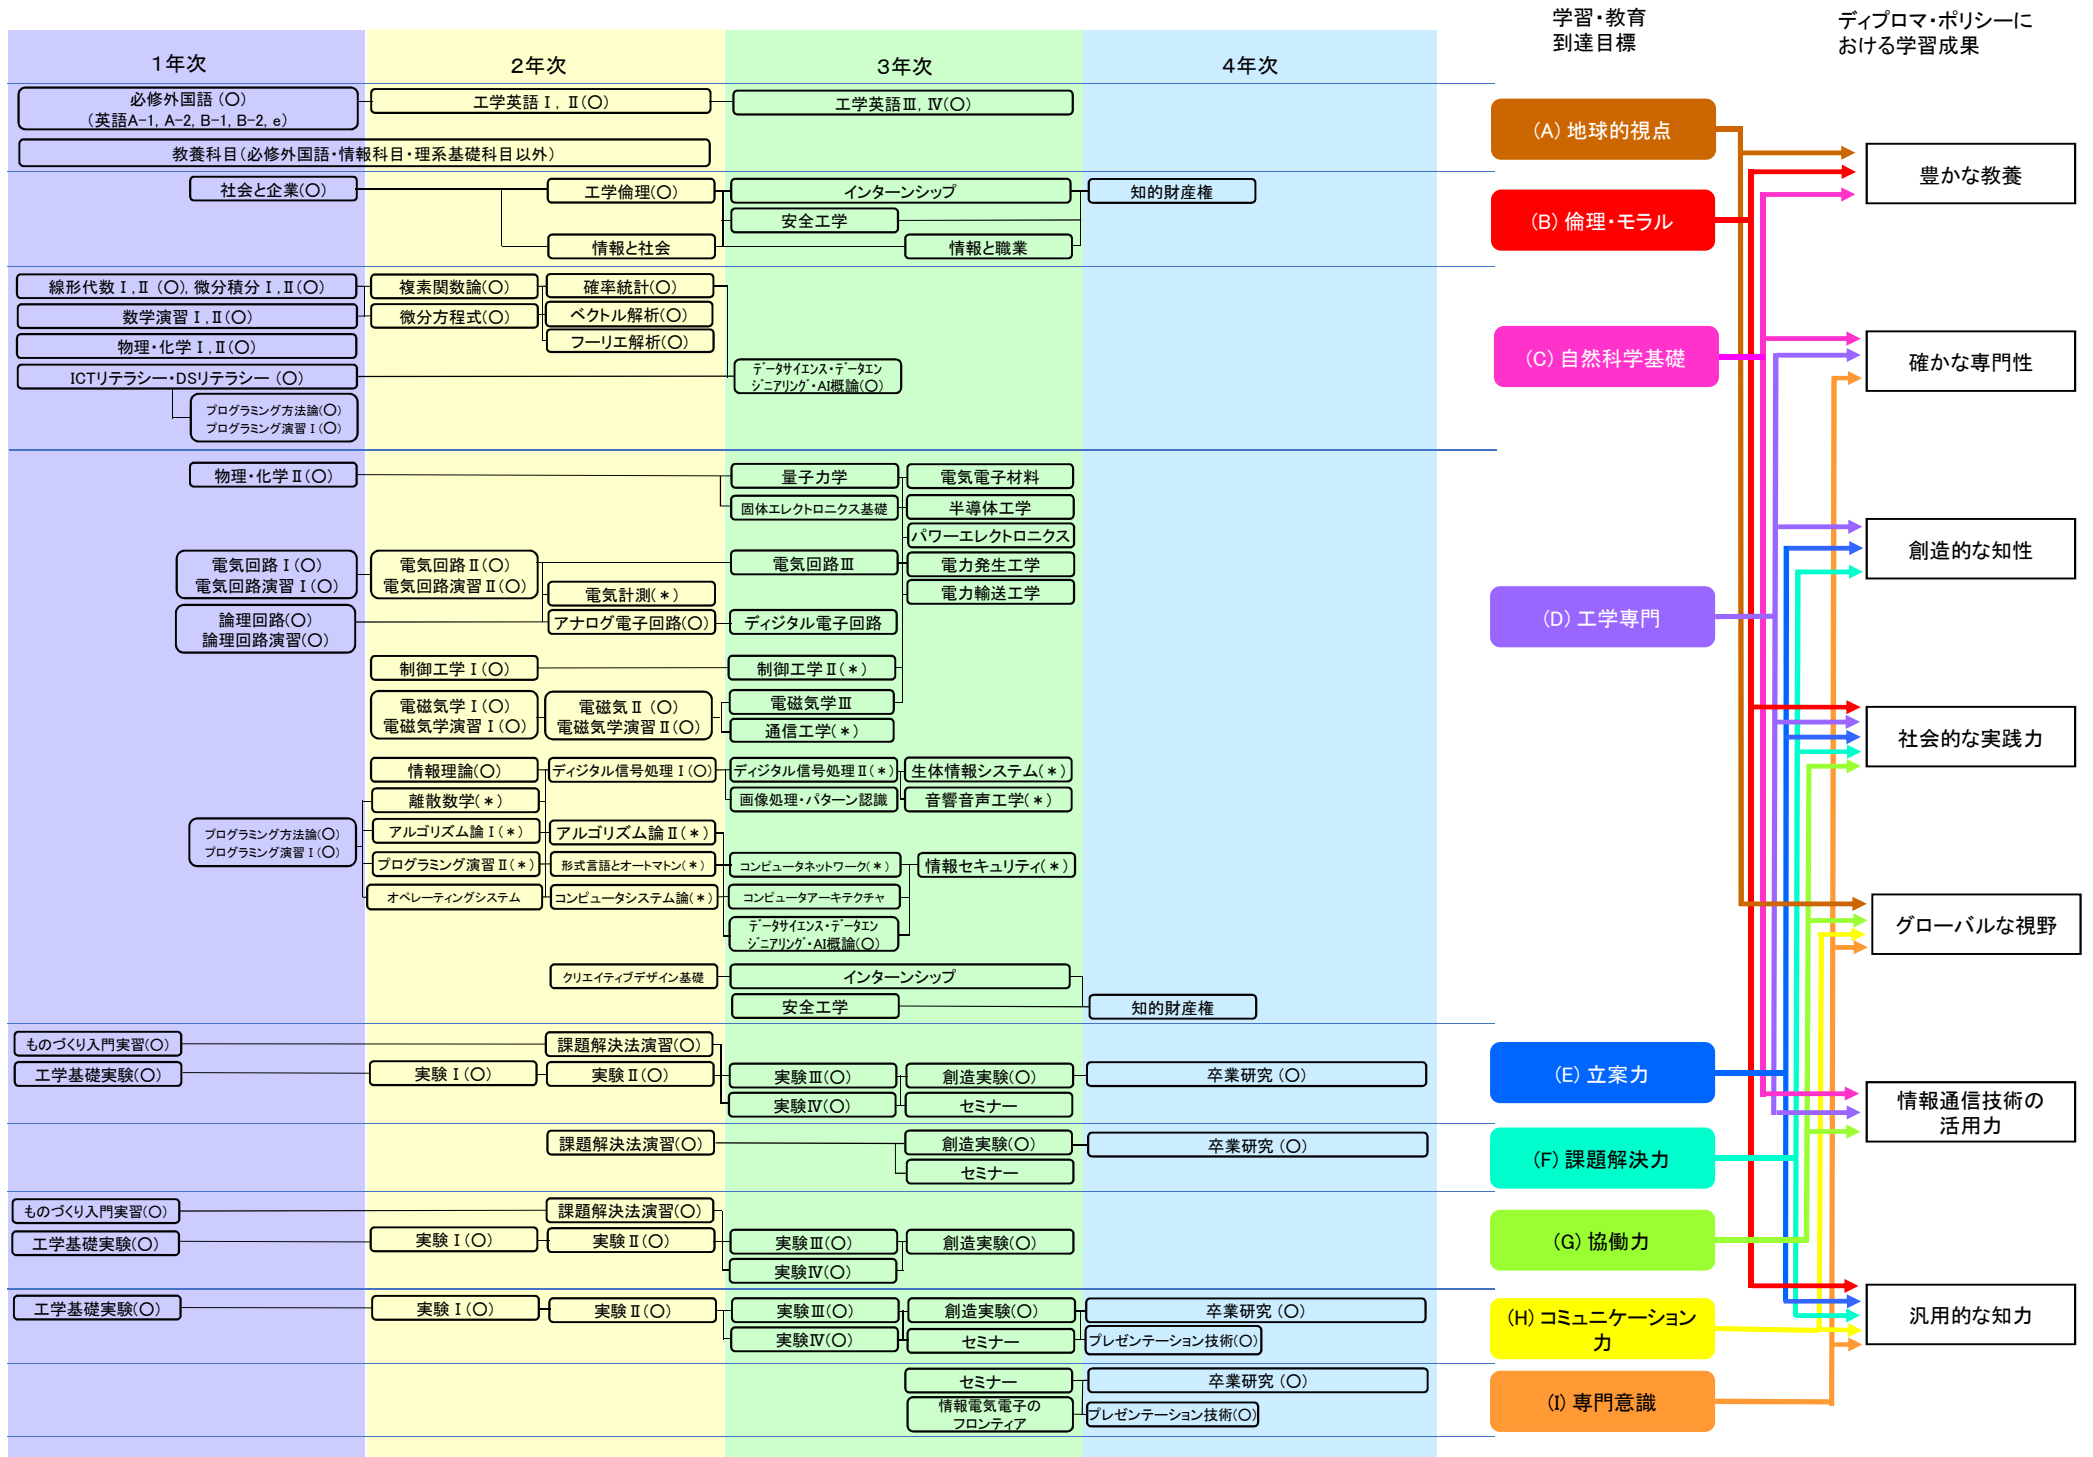 学習・教育
到達目標
ディプロマ・ポリシーに
おける学習成果
1年次
2年次
3年次
4年次
必修外国語（○）
（英語A-1, A-2, B-1, B-2, e）
工学英語Ⅰ, Ⅱ（○）
工学英語Ⅲ, Ⅳ（○）
教養科目（必修外国語・情報科目・理系基礎科目以外）
（A）地球的視点
豊かな教養
社会と企業（○）
工学倫理（○）
インターンシップ
知的財産権
安全工学
情報と社会
情報と職業
（B）倫理・モラル
線形代数Ⅰ,Ⅱ（○）, 微分積分Ⅰ,Ⅱ（○）
複素関数論（○）
確率統計（○）
数学演習Ⅰ,Ⅱ（○）
微分方程式（○）
ベクトル解析（○）
物理・化学Ⅰ,Ⅱ（○）
フーリエ解析（○）
ICTリテラシー・DSリテラシー（○）
データサイエンス・データエン
ジニアリング・AI概論（○）
プログラミング方法論（○）
プログラミング演習Ⅰ（○）
（C）自然科学基礎
確かな専門性
物理・化学Ⅱ（○）
量子力学
電気電子材料
固体エレクトロニクス基礎
半導体工学
パワーエレクトロニクス
電気回路Ⅰ（○）
電気回路演習Ⅰ（○）
電気回路Ⅱ（○）
電気回路演習Ⅱ（○）
電気回路Ⅲ
電力発生工学
電気計測（＊）
電力輸送工学
論理回路（○）
論理回路演習（○）
アナログ電子回路（○）
ディジタル電子回路
制御工学Ⅰ（○）
制御工学Ⅱ（＊）
電磁気学Ⅰ（○）
電磁気学演習Ⅰ（○）
電磁気Ⅱ（○）
電磁気学演習Ⅱ（○）
電磁気学Ⅲ
通信工学（＊）
情報理論（○）
ディジタル信号処理Ⅰ（○）
ディジタル信号処理Ⅱ（＊）
生体情報システム（＊）
離散数学（＊）
画像処理・パターン認識
音響音声工学（＊）
プログラミング方法論（○）
プログラミング演習Ⅰ（○）
アルゴリズム論Ⅰ（＊）
アルゴリズム論Ⅱ（＊）
プログラミング演習Ⅱ（＊）
形式言語とオートマトン（＊）
コンピュータネットワーク（＊）
情報セキュリティ（＊）
オペレーティングシステム
コンピュータシステム論（＊）
コンピュータアーキテクチャ
データサイエンス・データエン
ジニアリング・AI概論（○）
クリエイティブデザイン基礎
インターンシップ
安全工学
知的財産権
（D）工学専門
創造的な知性
社会的な実践力
グローバルな視野
ものづくり入門実習（○）
課題解決法演習（○）
工学基礎実験（○）
実験Ⅰ（○）
実験Ⅱ（○）
実験Ⅲ（○）
創造実験（○）
卒業研究（○）
実験Ⅳ（○）
セミナー
（E）立案力
情報通信技術の
活用力
課題解決法演習（○）
創造実験（○）
卒業研究（○）
セミナー
（F）課題解決力
ものづくり入門実習（○）
課題解決法演習（○）
工学基礎実験（○）
実験Ⅰ（○）
実験Ⅱ（○）
実験Ⅲ（○）
創造実験（○）
実験Ⅳ（○）
（G）協働力
工学基礎実験（○）
実験Ⅰ（○）
実験Ⅱ（○）
実験Ⅲ（○）
創造実験（○）
卒業研究（○）
実験Ⅳ（○）
セミナー
プレゼンテーション技術（○）
（H）コミュニケーション
力
汎用的な知力
セミナー
卒業研究（○）
情報電気電子の
フロンティア
プレゼンテーション技術（○）
（I）専門意識